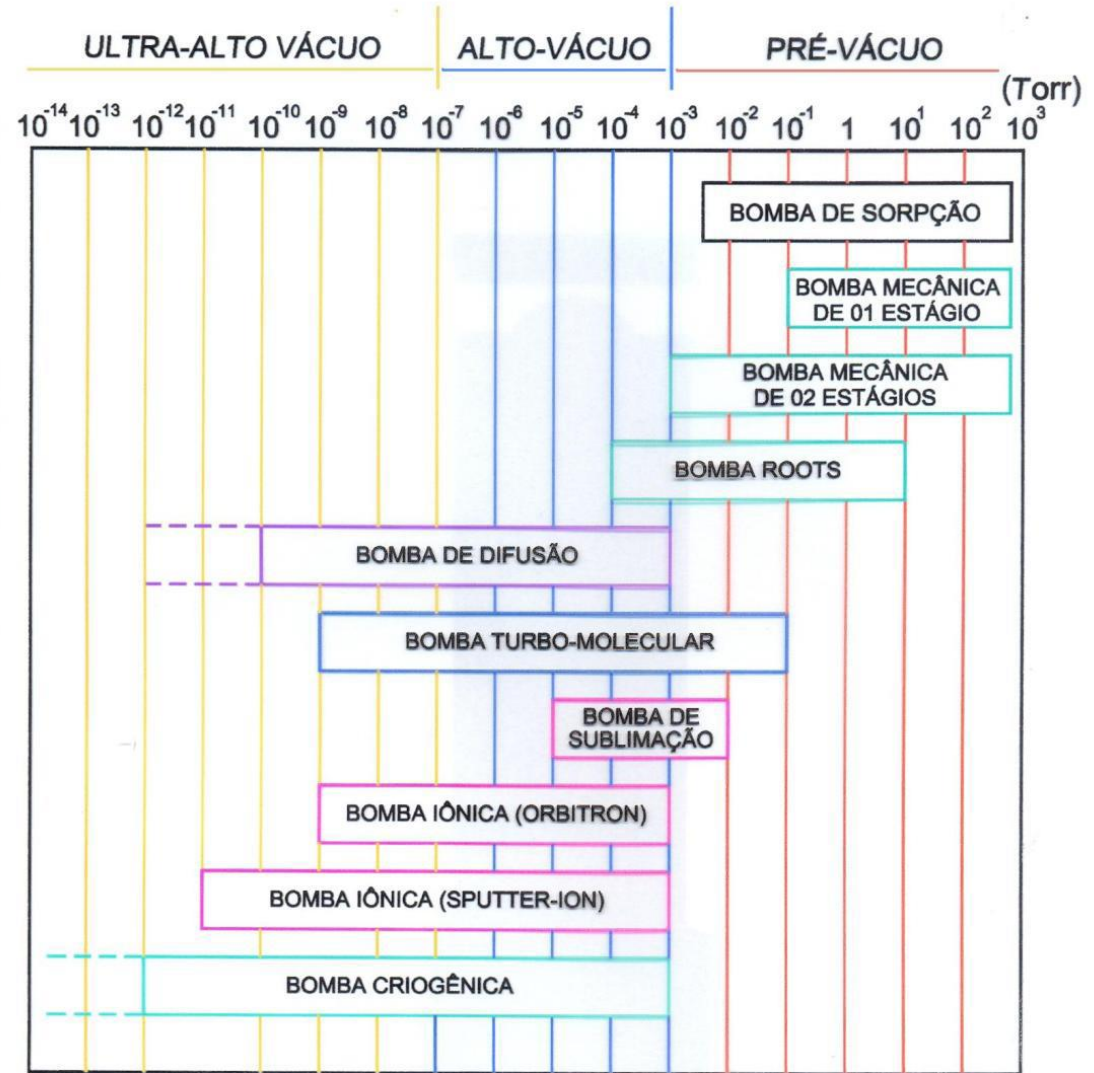 ULTRA-ALTO VÁCUO ALTO-VÁCUO PRÉ-VÁCUO
(Torr)
10⁻¹⁴ 10⁻¹³ 10⁻¹² 10⁻¹¹ 10⁻¹⁰ 10⁻⁹ 10⁻⁸ 10⁻⁷ 10⁻⁶ 10⁻⁵ 10⁻⁴ 10⁻³ 10⁻² 10⁻¹ 1 10¹ 10² 10³
BOMBA DE SORPÇÃO
BOMBA MECÂNICA
DE 01 ESTÁGIO
BOMBA MECÂNICA
DE 02 ESTÁGIOS
BOMBA ROOTS
BOMBA DE DIFUSÃO
BOMBA TURBO-MOLECULAR
BOMBA DE
SUBLIMAÇÃO
BOMBA IÔNICA (ORBITRON)
BOMBA IÔNICA (SPUTTER-ION)
BOMBA CRIOGÊNICA